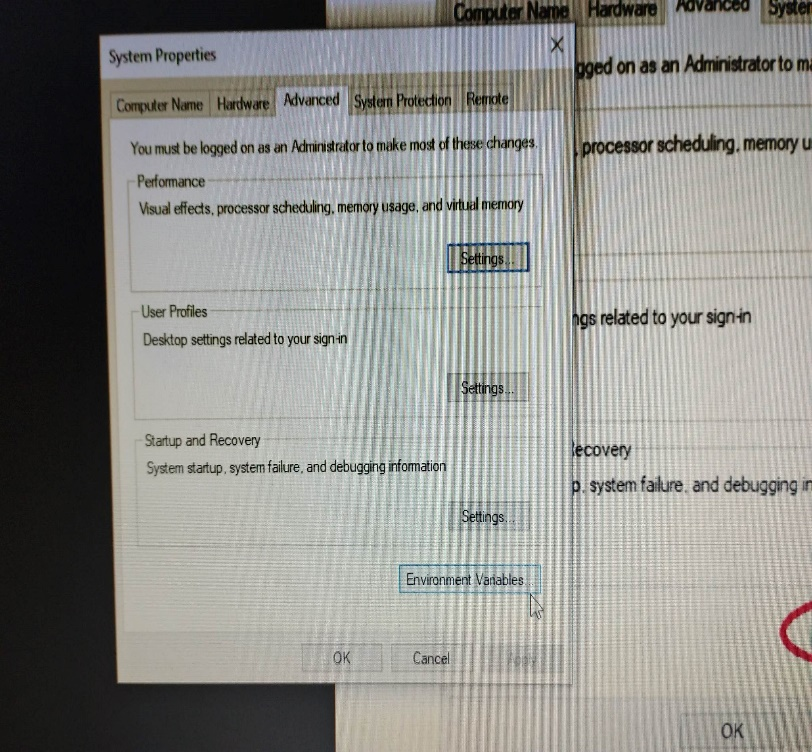 System Properties
Computer Name
Hardware
Advanced
System Protection
Remote
You must be logged on as an Administrator to make most of these changes.
Performance
Visual effects, processor scheduling, memory usage, and virtual memory
Settings...
User Profiles
Desktop settings related to your sign-in
Settings...
Startup and Recovery
System startup, system failure, and debugging information
Settings...
Environment Variables...
OK
Cancel
Apply
Computer Name
Hardware
Advanced
gged on as an Administrator to ma
, processor scheduling, memory u
ngs related to your sign-in
ecovery
p, system failure, and debugging in
OK